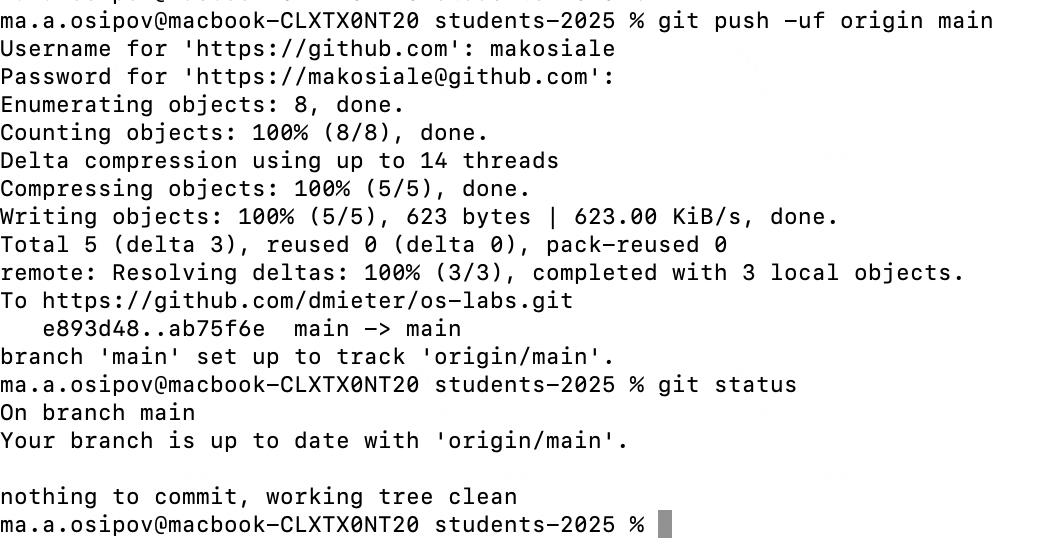 ma.a.osipov@macbook-CLXTX0NT20 students-2025 % git push -uf origin main
Username for 'https://github.com': makosiale
Password for 'https://makosiale@github.com':
Enumerating objects: 8, done.
Counting objects: 100% (8/8), done.
Delta compression using up to 14 threads
Compressing objects: 100% (5/5), done.
Writing objects: 100% (5/5), 623 bytes | 623.00 KiB/s, done.
Total 5 (delta 3), reused 0 (delta 0), pack-reused 0
remote: Resolving deltas: 100% (3/3), completed with 3 local objects.
To https://github.com/dmieter/os-labs.git
   e893d48..ab75f6e  main -> main
branch 'main' set up to track 'origin/main'.
ma.a.osipov@macbook-CLXTX0NT20 students-2025 % git status
On branch main
Your branch is up to date with 'origin/main'.

nothing to commit, working tree clean
ma.a.osipov@macbook-CLXTX0NT20 students-2025 %